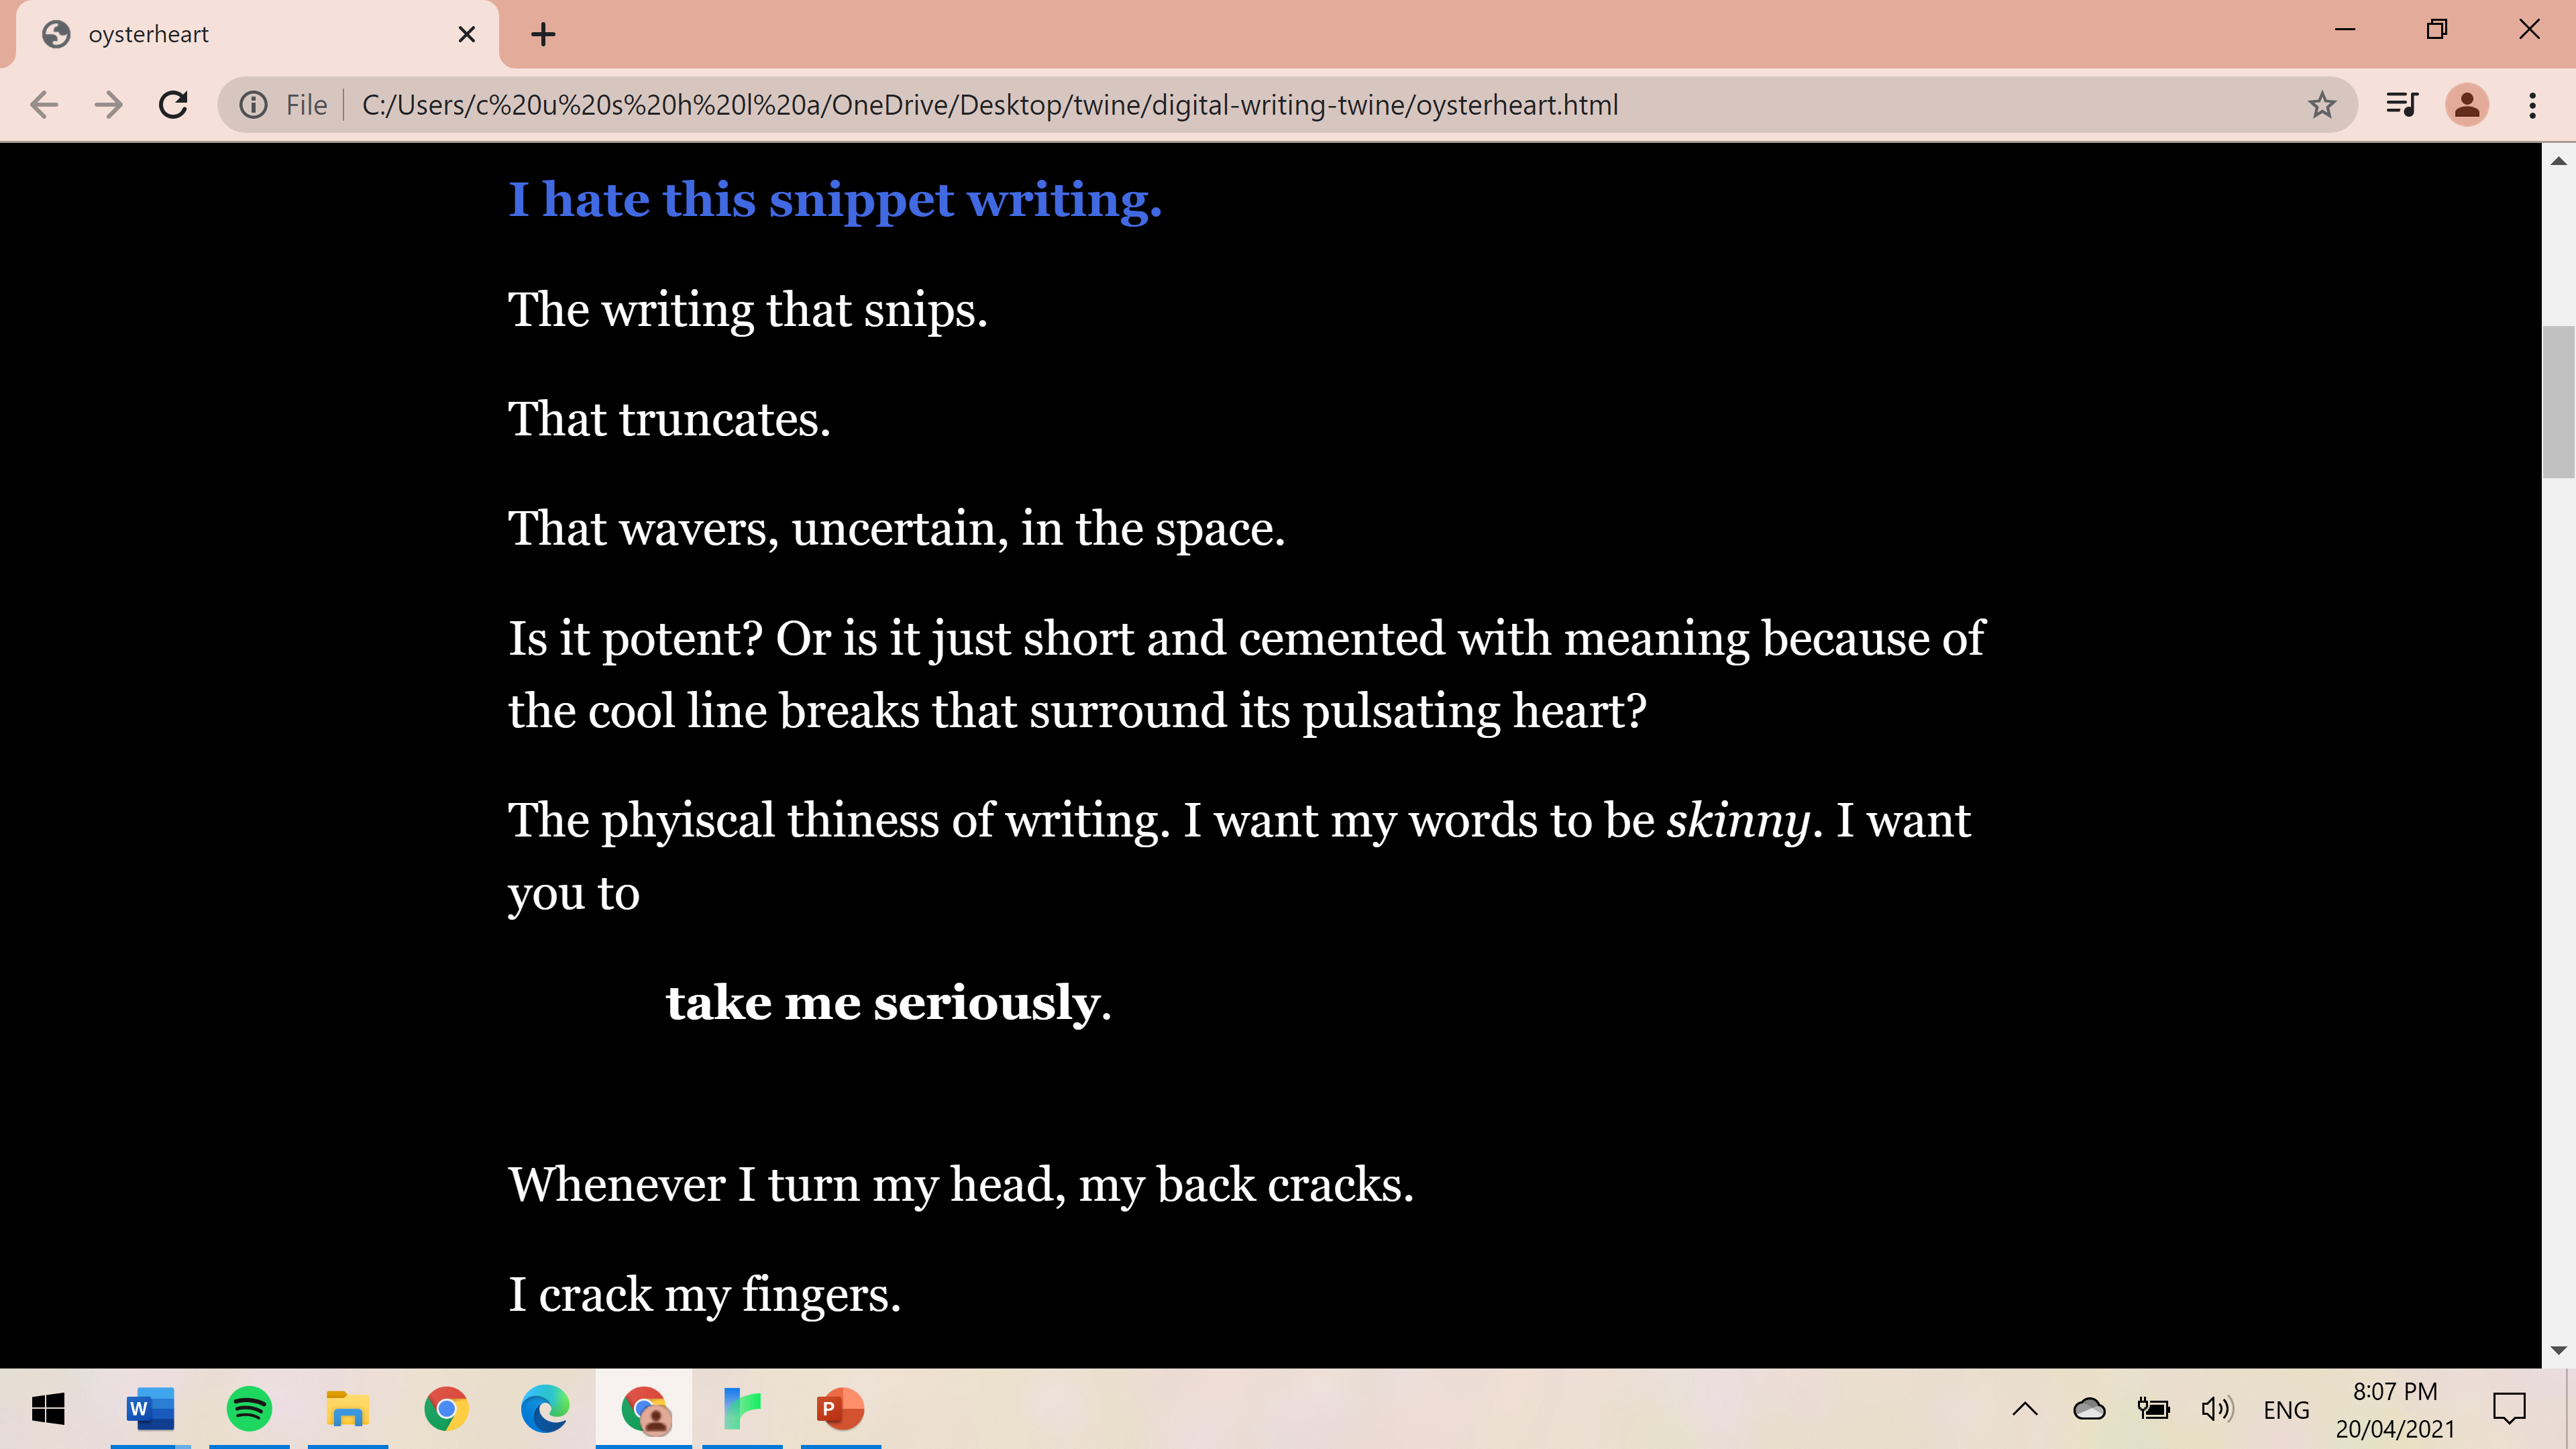 oysterheart
File
C:/Users/c%20u%20s%20h%20l%20a/OneDrive/Desktop/twine/digital-writing-twine/oysterheart.html
I hate this snippet writing.
The writing that snips.
That truncates.
That wavers, uncertain, in the space.
Is it potent? Or is it just short and cemented with meaning because of
the cool line breaks that surround its pulsating heart?
The phyiscal thiness of writing. I want my words to be skinny. I want
you to
take me seriously.
Whenever I turn my head, my back cracks.
I crack my fingers.
W
P
ENG
8:07 PM
20/04/2021